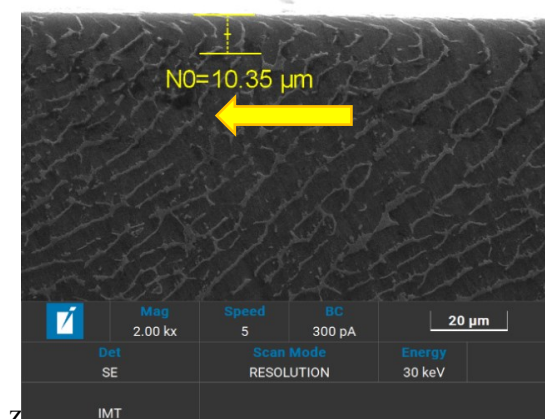 N0=10.35 µm
Mag
2.00 kx
Speed
5
BC
300 pA
20 µm
Det
SE
Scan Mode
RESOLUTION
Energy
30 keV
z
IMT